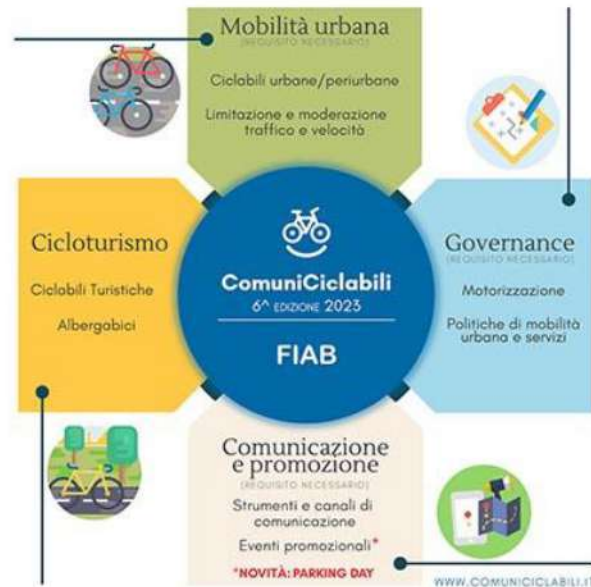 Mobilità urbana
(REQUISITO NECESSARIO)
Ciclabili urbane/periurbane
Limitazione e moderazione
traffico e velocità
Cicloturismo
Ciclabili Turistiche
Albergabici
ComuniCiclabili
6^ EDIZIONE 2023
FIAB
Governance
(REQUISITO NECESSARIO)
Motorizzazione
Politiche di mobilità
urbana e servizi
Comunicazione
e promozione
(REQUISITO NECESSARIO)
Strumenti e canali di
comunicazione
Eventi promozionali*
*NOVITÀ: PARKING DAY
WWW.COMUNICICLABILI.IT